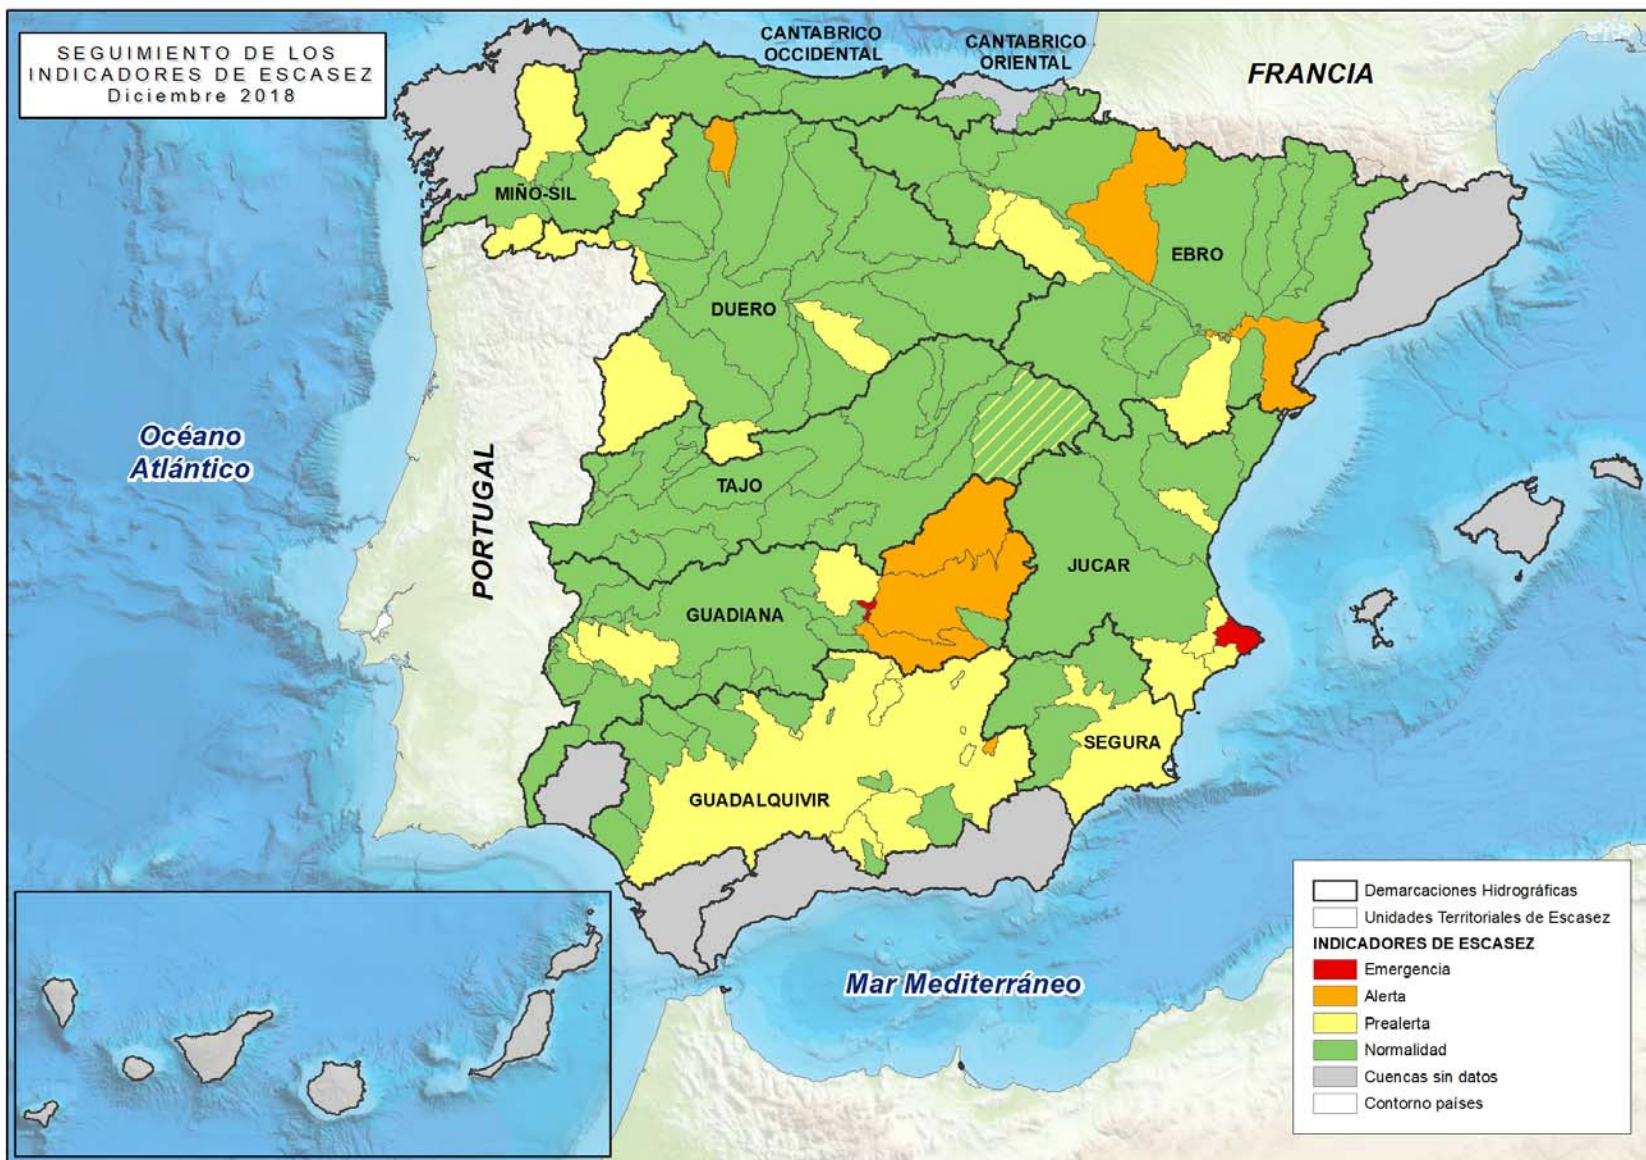 SEGUIMIENTO DE LOS
INDICADORES DE ESCASEZ
Diciembre 2018
CANTABRICO
OCCIDENTAL
CANTABRICO
ORIENTAL
FRANCIA
MIÑO-SIL
EBRO
DUERO
Océano
Atlántico
PORTUGAL
TAJO
JUCAR
GUADIANA
SEGURA
GUADALQUIVIR
Mar Mediterráneo
Demarcaciones Hidrográficas
Unidades Territoriales de Escasez
INDICADORES DE ESCASEZ
Emergencia
Alerta
Prealerta
Normalidad
Cuencas sin datos
Contorno países